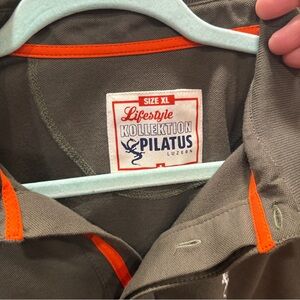 SIZE XL
Lifestyle
KOLLEKTION
PILATUS
LUZERN